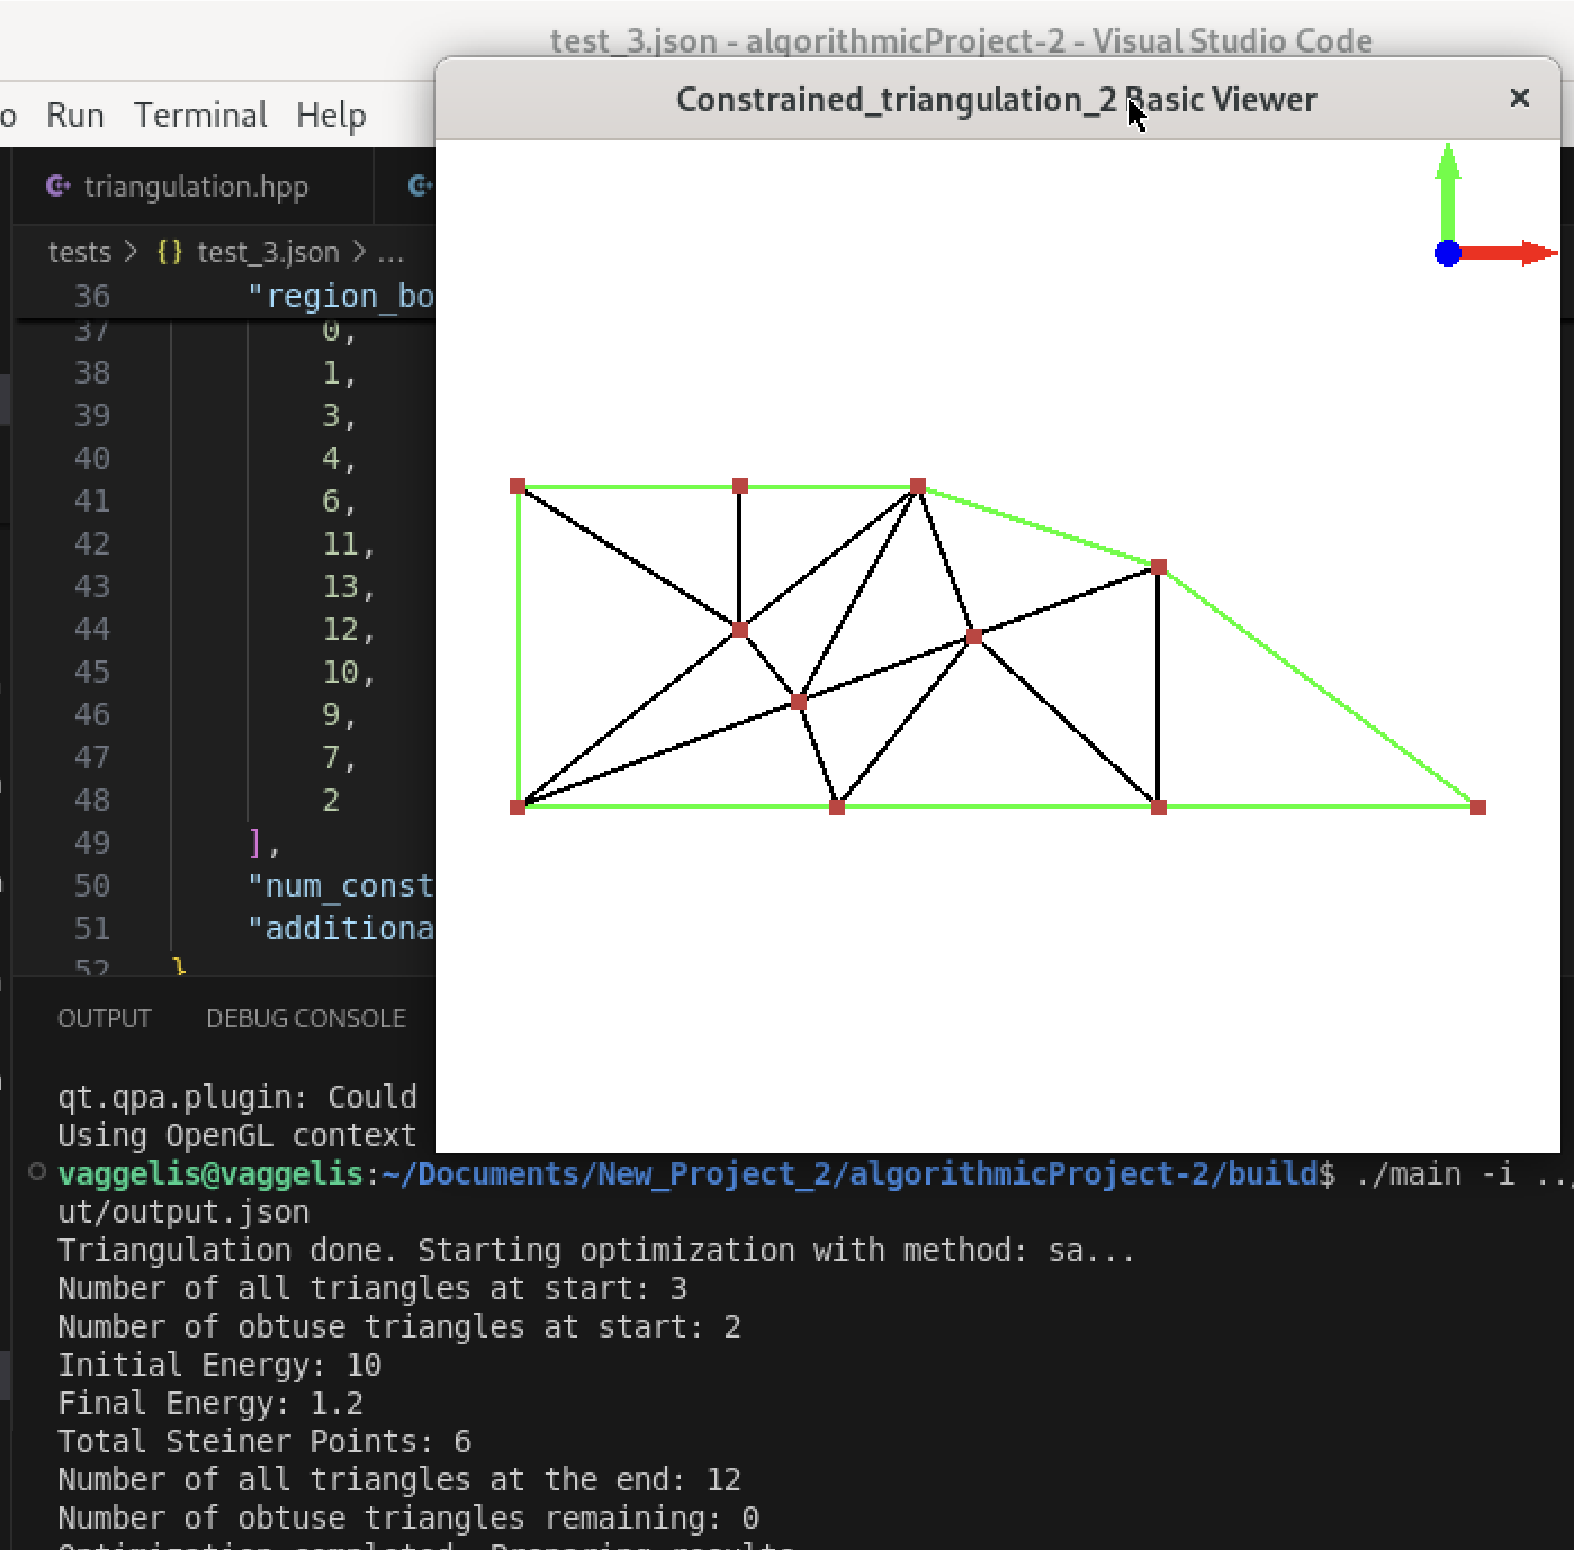 test_3.json - algorithmicProject-2 - Visual Studio Code
o Run Terminal Help
Constrained_triangulation_2 Basic Viewer
triangulation.hpp
tests > {} test_3.json > ...
36 "region_bo
37 0,
38 1,
39 3,
40 4,
41 6,
42 11,
43 13,
44 12,
45 10,
46 9,
47 7,
48 2
49 ],
50 "num_const
51 "additiona
52 }
OUTPUT DEBUG CONSOLE
qt.qpa.plugin: Could
Using OpenGL context
vaggelis@vaggelis:~/Documents/New_Project_2/algorithmicProject-2/build$ ./main -i ../
ut/output.json
Triangulation done. Starting optimization with method: sa...
Number of all triangles at start: 3
Number of obtuse triangles at start: 2
Initial Energy: 10
Final Energy: 1.2
Total Steiner Points: 6
Number of all triangles at the end: 12
Number of obtuse triangles remaining: 0
Optimization completed. Preparing results